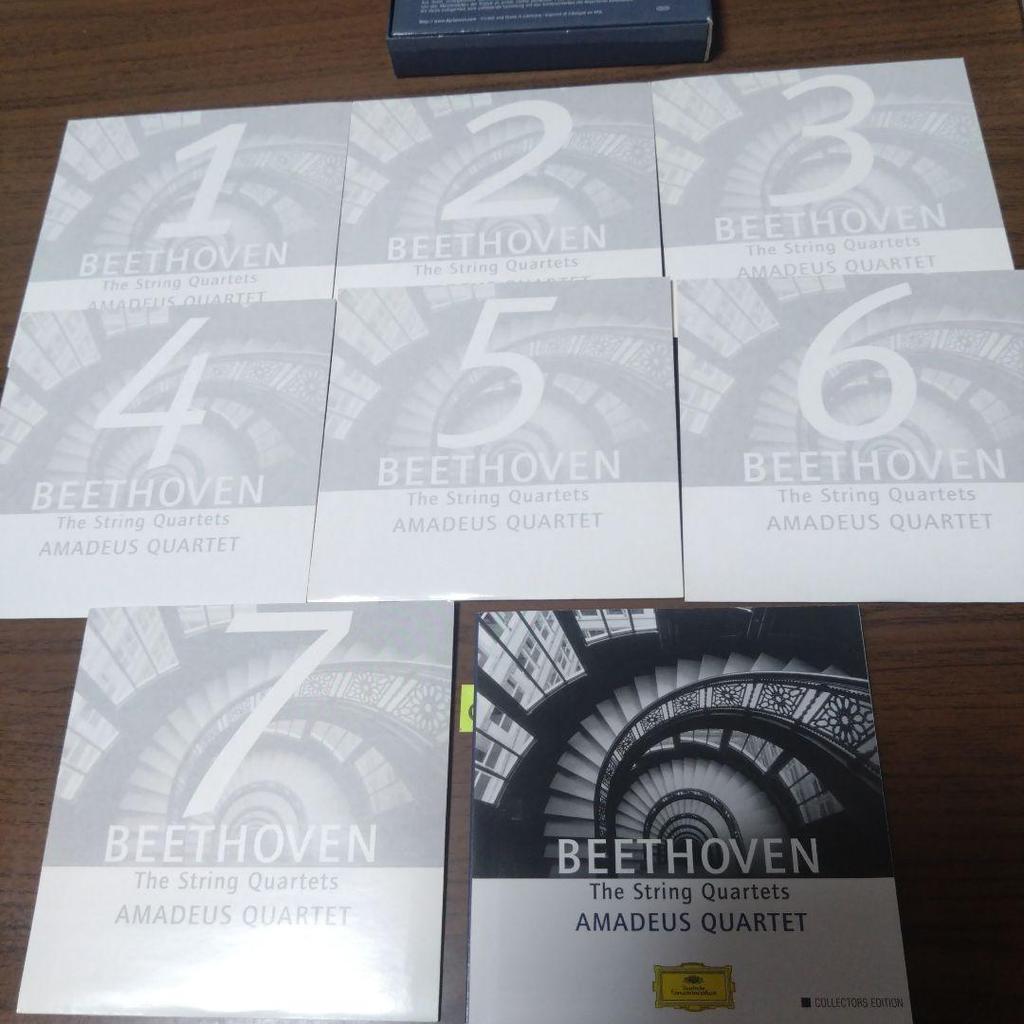 1
BEETHOVEN
The String Quartets
AMADEUS QUARTET
2
BEETHOVEN
The String Quartets
3
BEETHOVEN
The String Quartets
AMADEUS QUARTET
4
BEETHOVEN
The String Quartets
AMADEUS QUARTET
5
BEETHOVEN
The String Quartets
AMADEUS QUARTET
6
BEETHOVEN
The String Quartets
AMADEUS QUARTET
7
BEETHOVEN
The String Quartets
AMADEUS QUARTET
BEETHOVEN
The String Quartets
AMADEUS QUARTET
Deutsche
Grammophon
COLLECTORS EDITION